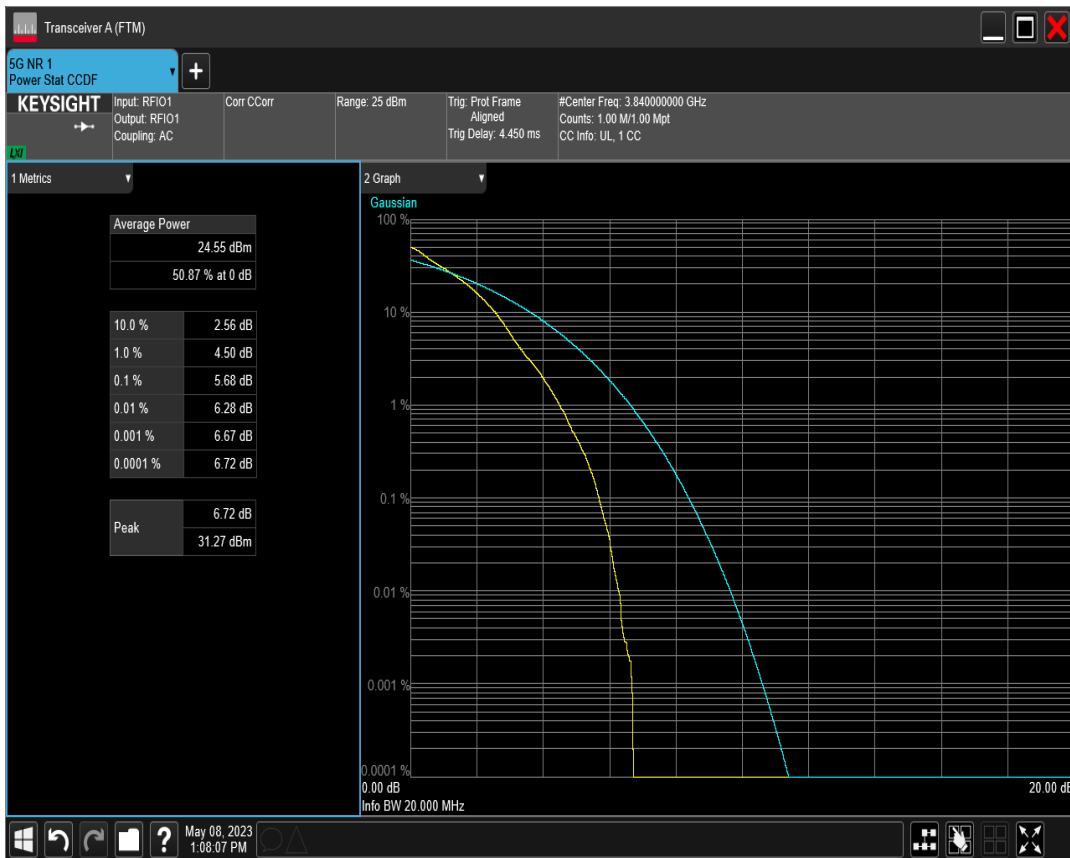 Transceiver A (FTM)
5G NR 1
Power Stat CCDF
+
KEYSIGHT
LXI
Input: RFIO1
Output: RFIO1
Coupling: AC
Corr CCorr
Range: 25 dBm
Trig: Prot Frame
Aligned
Trig Delay: 4.450 ms
#Center Freq: 3.840000000 GHz
Counts: 1.00 M/1.00 Mpt
CC Info: UL, 1 CC
1 Metrics
Average Power
24.55 dBm
50.87 % at 0 dB
10.0 % 2.56 dB
1.0 % 4.50 dB
0.1 % 5.68 dB
0.01 % 6.28 dB
0.001 % 6.67 dB
0.0001 % 6.72 dB
Peak 6.72 dB
31.27 dBm
2 Graph
Gaussian
100 %
10 %
1 %
0.1 %
0.01 %
0.001 %
0.0001 %
0.00 dB 20.00 dB
Info BW 20.000 MHz
?
May 08, 2023
1:08:07 PM